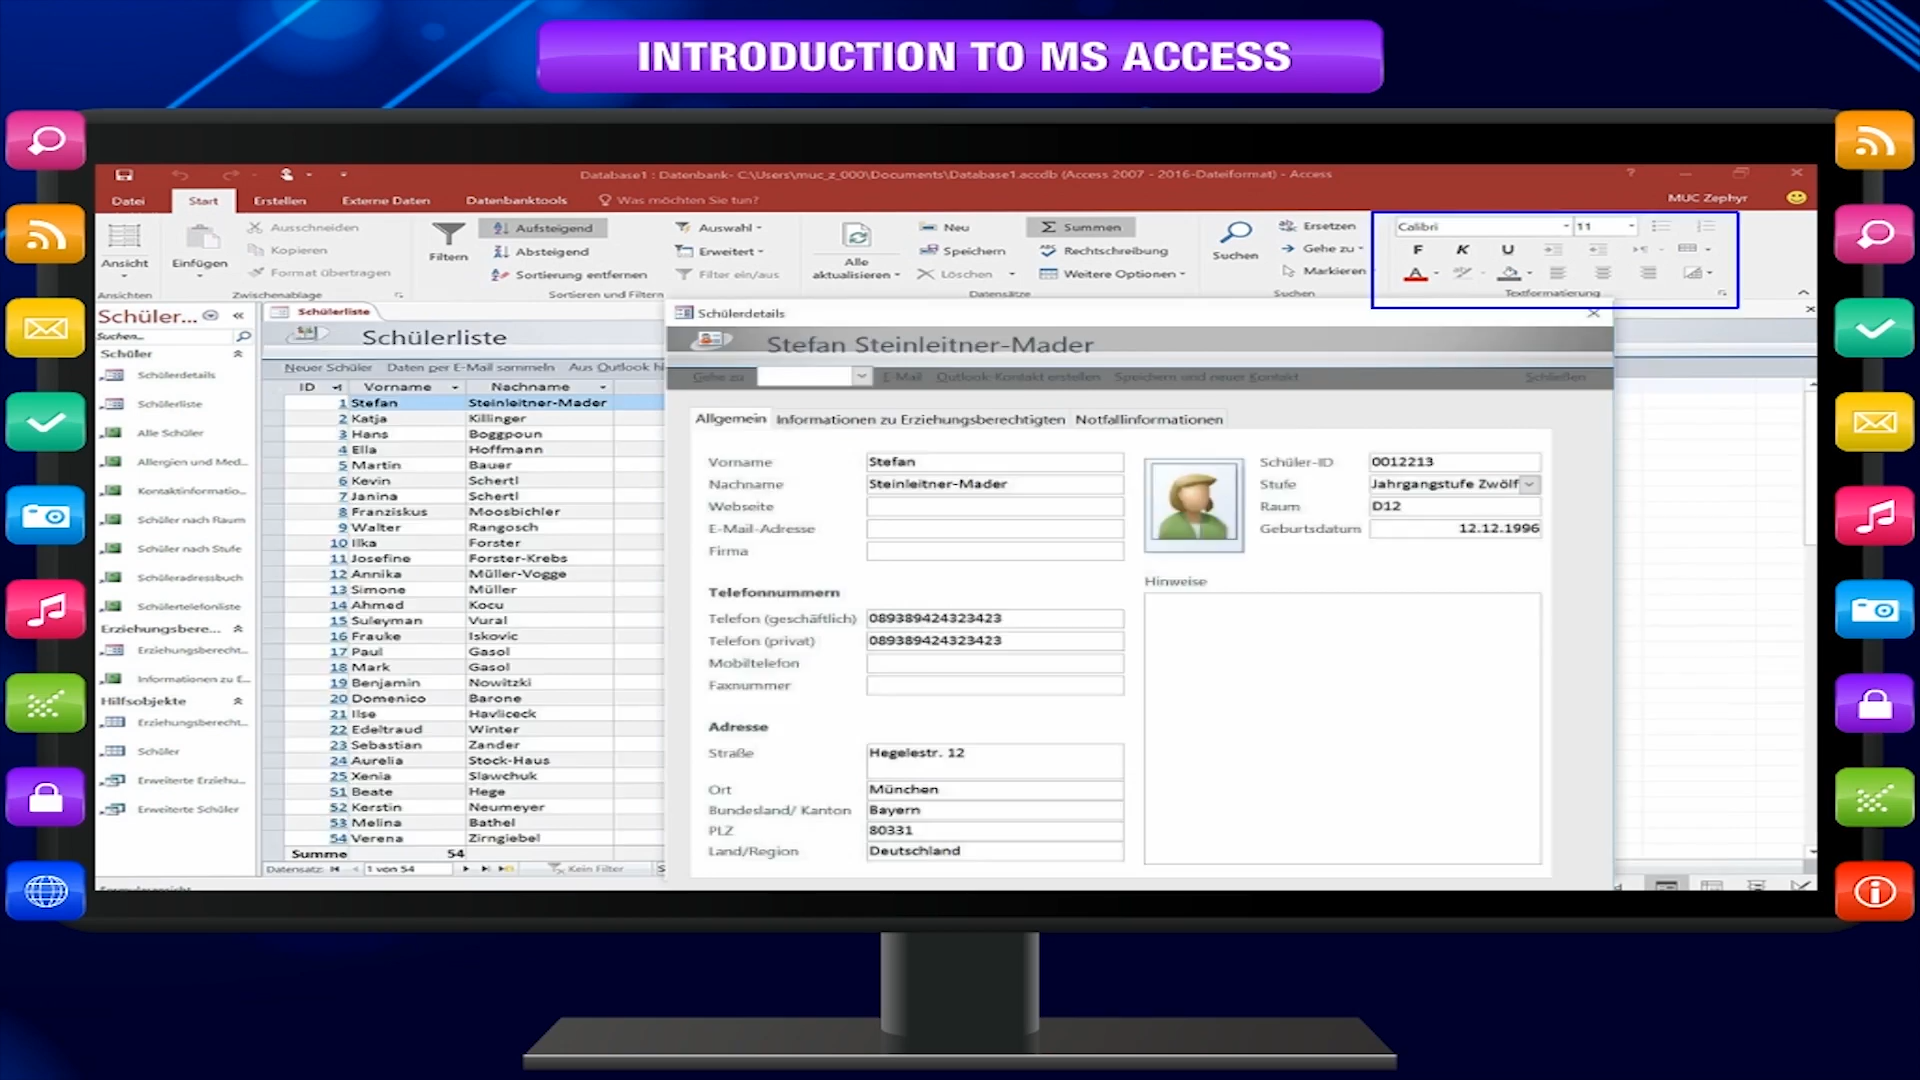 INTRODUCTION TO MS ACCESS
Database1 : Datenbank- C:\Users\muc_z_000\Documents\Database1.accdb (Access 2007 - 2016-Dateiformat) - Access
Datei Start Erstellen Externe Daten Datenbanktools Was möchten Sie tun? MUC Zephyr
Ansicht
Ansichten
Einfügen
Ausschneiden
Kopieren
Format übertragen
Zwischenablage
Filtern
Aufsteigend
Absteigend
Sortierung entfernen
Auswahl
Erweitert
Filter ein/aus
Sortieren und Filtern
Alle
aktualisieren
Neu
Speichern
Löschen
Summen
Rechtschreibung
Weitere Optionen
Datensätze
Suchen
Ersetzen
Gehe zu
Markieren
Suchen
Calibri 11
F K U
A
Textformatierung
Schüler...
Suchen...
Schüler
Schülerdetails
Schülerliste
Alle Schüler
Allergien und Med...
Kontaktinformatio...
Schüler nach Raum
Schüler nach Stufe
Schüleradressbuch
Schülertelefonliste
Erziehungsbere...
Erziehungsberecht...
Informationen zu E...
Hilfsobjekte
Erziehungsberecht...
Schüler
Erweiterte Erziehu...
Erweiterte Schüler
Schülerliste
Schülerliste
Neuer Schüler Daten per E-Mail sammeln Aus Outlook hi
ID Vorname Nachname
1 Stefan Steinleitner-Mader
2 Katja Killinger
3 Hans Boggpoun
4 Ella Hoffmann
5 Martin Bauer
6 Kevin Schertl
7 Janina Schertl
8 Franziskus Moosbichler
9 Walter Rangosch
10 Ilka Forster
11 Josefine Forster-Krebs
12 Annika Müller-Vogge
13 Simone Müller
14 Ahmed Kocu
15 Suleyman Vural
16 Frauke Iskovic
17 Paul Gasol
18 Mark Gasol
19 Benjamin Nowitzki
20 Domenico Barone
21 Ilse Havliceck
22 Edeltraud Winter
23 Sebastian Zander
24 Aurelia Stock-Haus
25 Xenia Slawchuk
51 Beate Hege
52 Kerstin Neumeyer
53 Melina Bathel
54 Verena Zirngiebel
Summe 54
Datensatz: 1 von 54 Kein Filter S
Schülerdetails
Stefan Steinleitner-Mader
Gehe zu E-Mail Outlook-Kontakt erstellen Speichern und neuer Kontakt Schließen
Allgemein Informationen zu Erziehungsberechtigten Notfallinformationen
Vorname Stefan
Nachname Steinleitner-Mader
Webseite
E-Mail-Adresse
Firma
Schüler-ID 0012213
Stufe Jahrgangstufe Zwölf
Raum D12
Geburtsdatum 12.12.1996
Telefonnummern
Telefon (geschäftlich) 089389424323423
Telefon (privat) 089389424323423
Mobiltelefon
Faxnummer
Hinweise
Adresse
Straße Hegelestr. 12
Ort München
Bundesland/ Kanton Bayern
PLZ 80331
Land/Region Deutschland